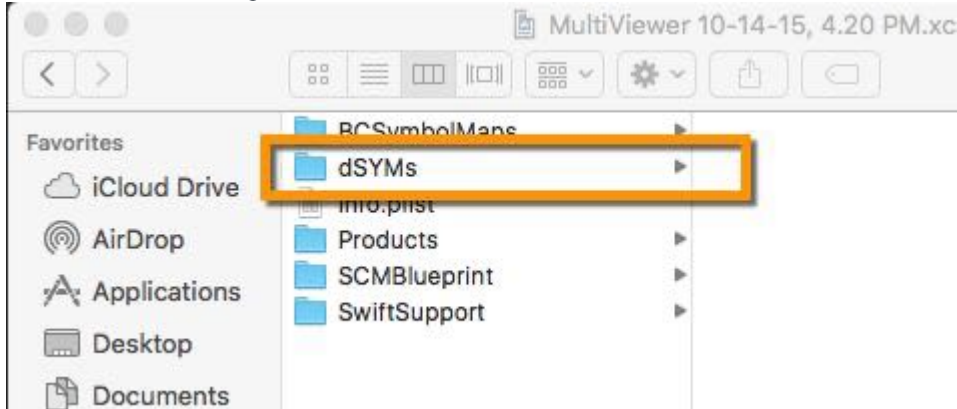 MultiViewer 10-14-15, 4.20 PM.xc
Favorites
iCloud Drive
AirDrop
Applications
Desktop
Documents
BCSymbolMaps
dSYMs
Info.plist
Products
SCMBlueprint
SwiftSupport